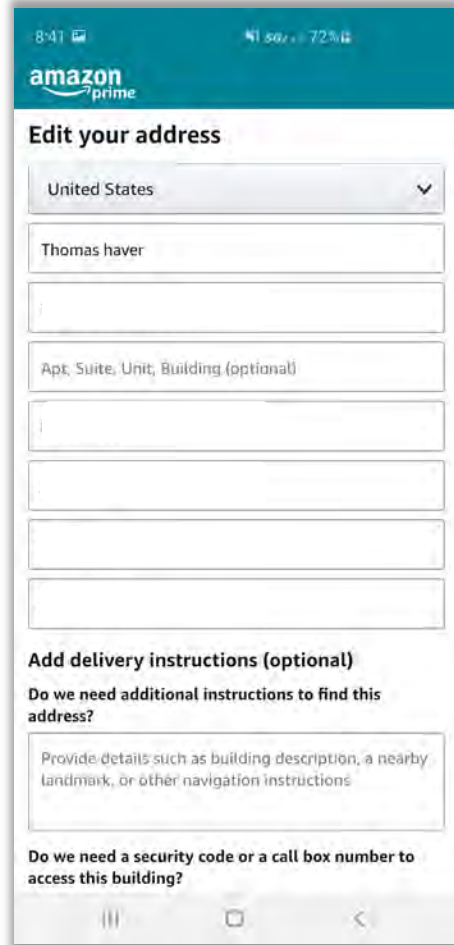 8:41 72%
amazon
prime
Edit your address
United States
Thomas haver
Apt, Suite, Unit, Building (optional)
Add delivery instructions (optional)
Do we need additional instructions to find this
address?
Provide details such as building description, a nearby
landmark, or other navigation instructions
Do we need a security code or a call box number to
access this building?